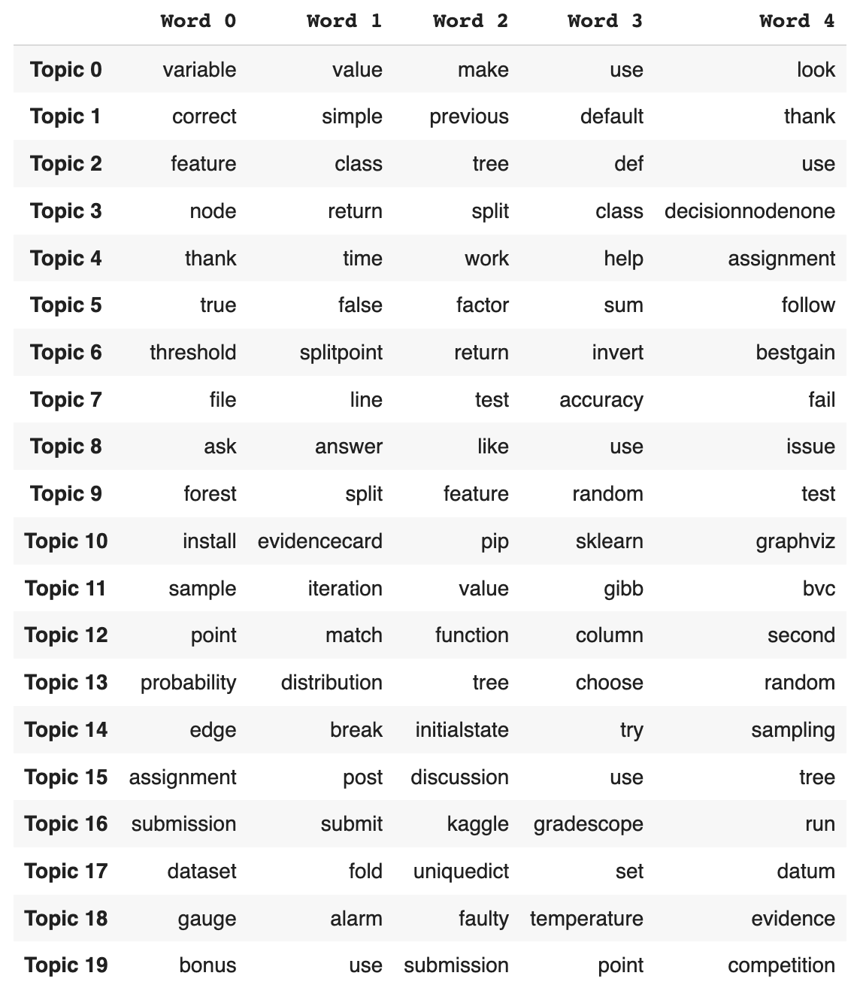 Word 0 Word 1 Word 2 Word 3 Word 4
Topic 0 variable value make use look
Topic 1 correct simple previous default thank
Topic 2 feature class tree def use
Topic 3 node return split class decisionnodenone
Topic 4 thank time work help assignment
Topic 5 true false factor sum follow
Topic 6 threshold splitpoint return invert bestgain
Topic 7 file line test accuracy fail
Topic 8 ask answer like use issue
Topic 9 forest split feature random test
Topic 10 install evidencecard pip sklearn graphviz
Topic 11 sample iteration value gibb bvc
Topic 12 point match function column second
Topic 13 probability distribution tree choose random
Topic 14 edge break initialstate try sampling
Topic 15 assignment post discussion use tree
Topic 16 submission submit kaggle gradescope run
Topic 17 dataset fold uniquedict set datum
Topic 18 gauge alarm faulty temperature evidence
Topic 19 bonus use submission point competition